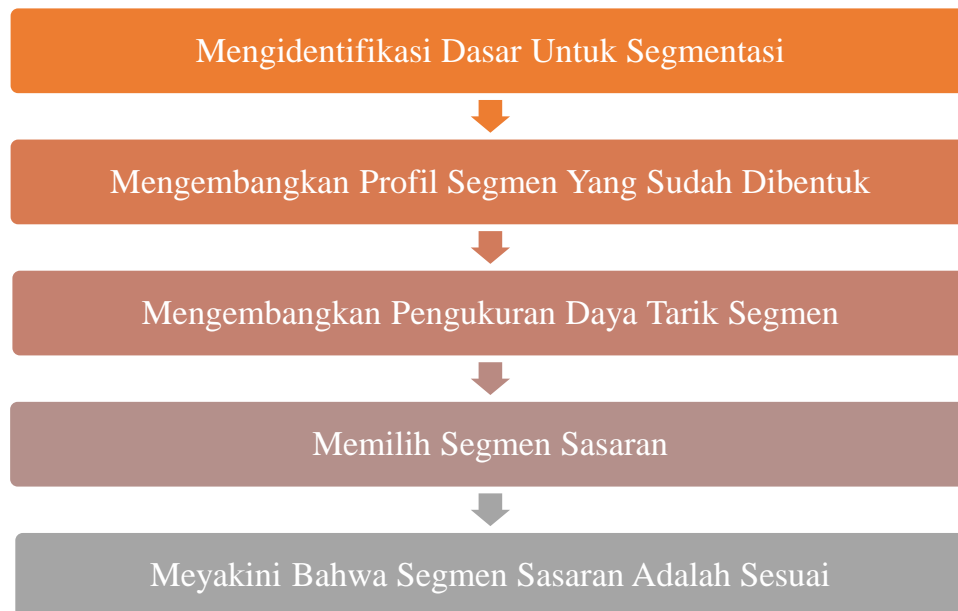 Mengidentifikasi Dasar Untuk Segmentasi
Mengembangkan Profil Segmen Yang Sudah Dibentuk
Mengembangkan Pengukuran Daya Tarik Segmen
Memilih Segmen Sasaran
Meyakini Bahwa Segmen Sasaran Adalah Sesuai